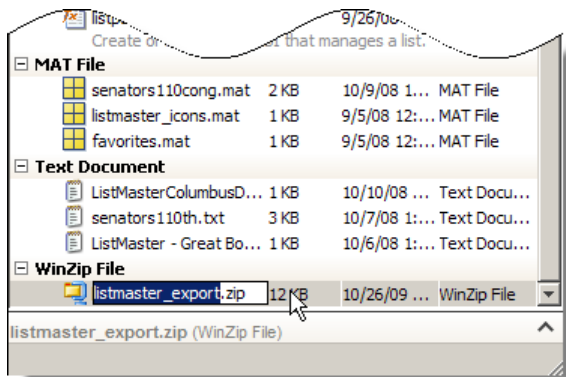 9/26/0
Create or that manages a list.
MAT File
senators110cong.mat 2 KB 10/9/08 1... MAT File
listmaster_icons.mat 1 KB 9/5/08 12:... MAT File
favorites.mat 1 KB 9/5/08 12:... MAT File
Text Document
ListMasterColumbusD... 1 KB 10/10/08 ... Text Docu...
senators110th.txt 3 KB 10/7/08 1:... Text Docu...
ListMaster - Great Bo... 1 KB 10/6/08 1:... Text Docu...
WinZip File
listmaster_export.zip 12 KB 10/26/09 ... WinZip File
listmaster_export.zip (WinZip File)